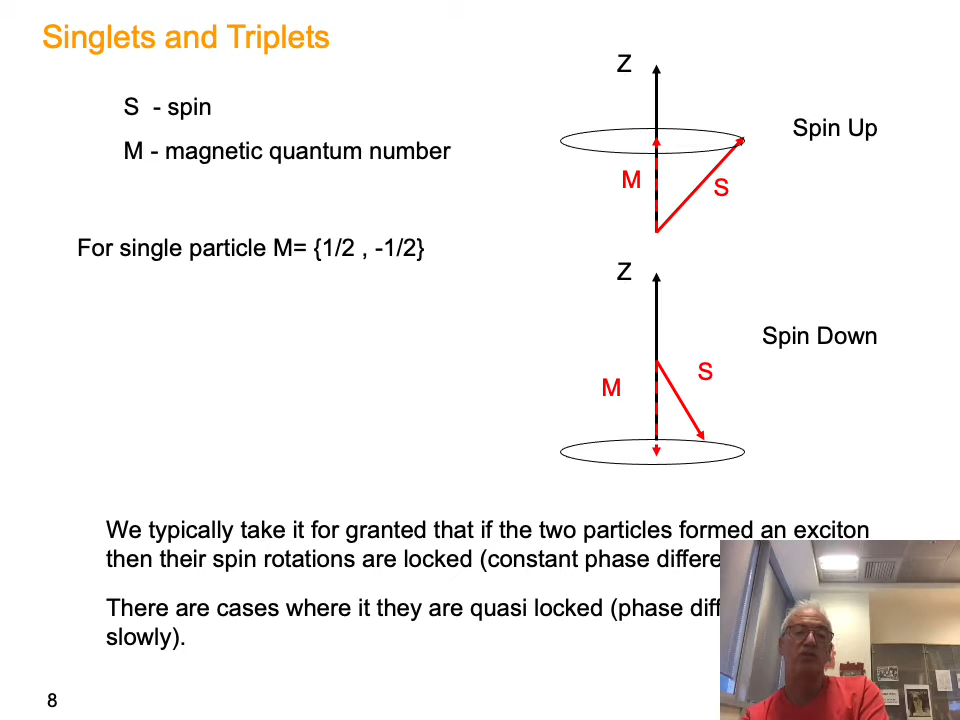 Singlets and Triplets
S - spin
M - magnetic quantum number
For single particle M= {1/2 , -1/2}
Z
Spin Up
M
S
Z
Spin Down
S
M
We typically take it for granted that if the two particles formed an exciton
then their spin rotations are locked (constant phase
There are cases where it they are quasi locked (phase
slowly).
8